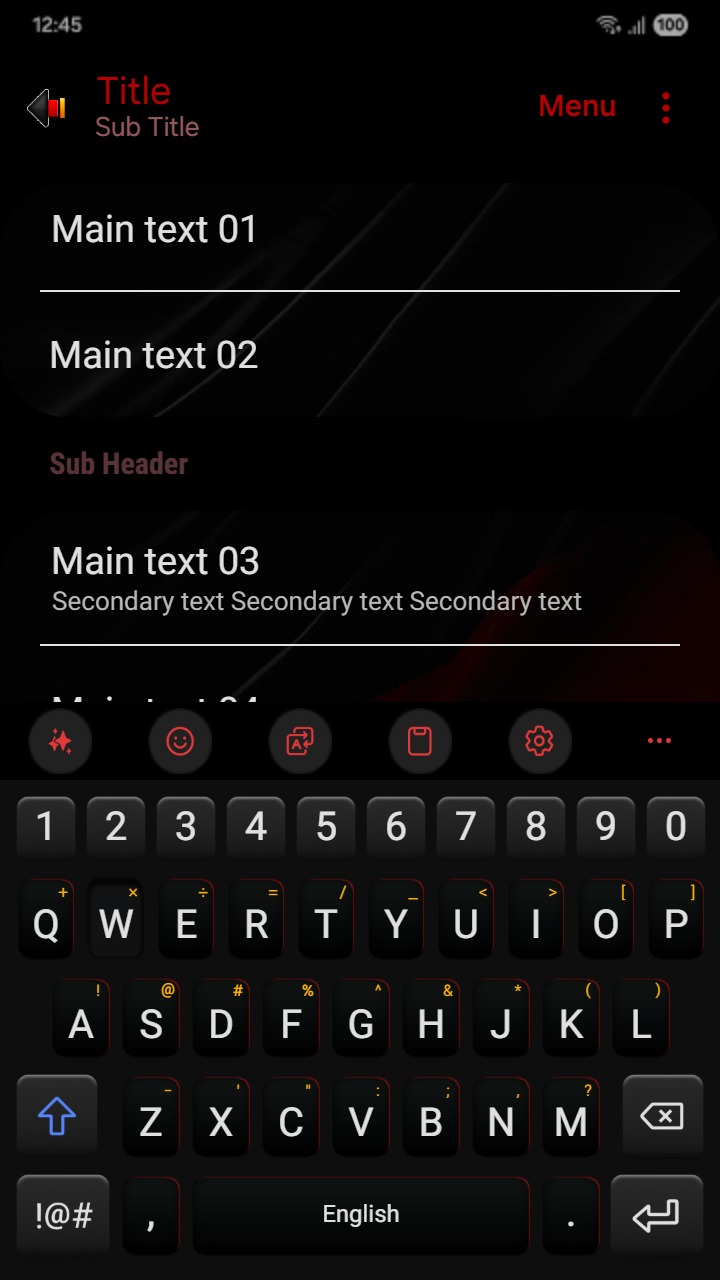 12:45
100
Title
Sub Title
Menu
Main text 01
Main text 02
Sub Header
Main text 03
Secondary text Secondary text Secondary text
1 2 3 4 5 6 7 8 9 0
+ × ÷ = / _ < > [ ]
Q W E R T Y U I O P
! @ # % ^ & * ( )
A S D F G H J K L
- ' " : ; , ?
Z X C V B N M
!@# , English .